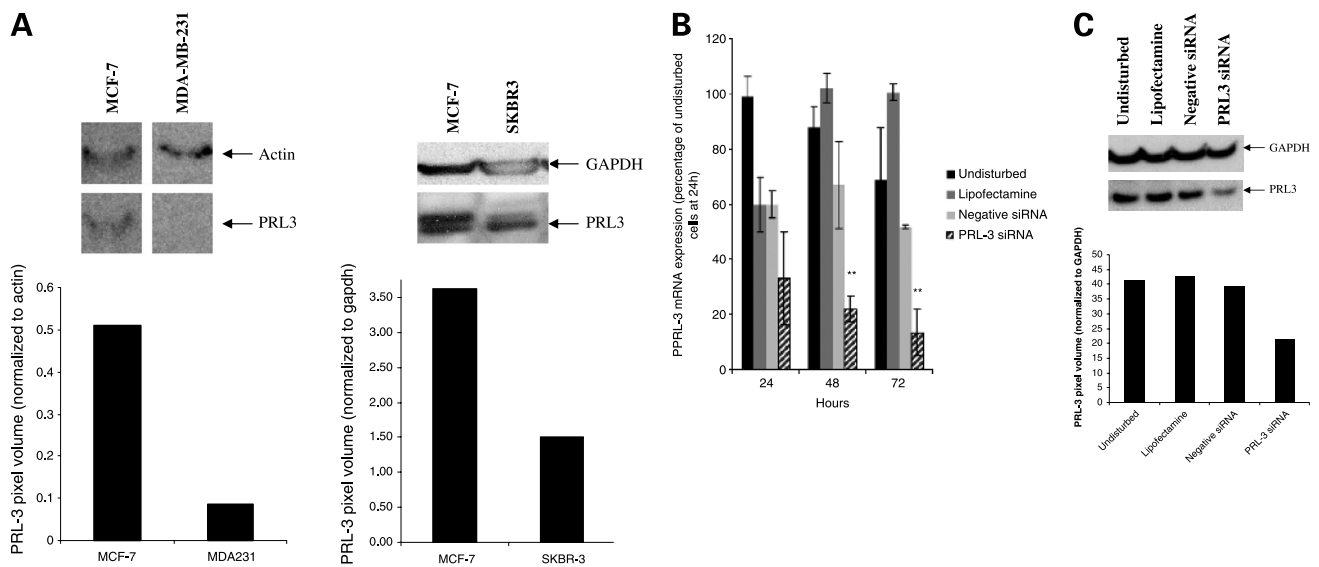 A
MCF-7
MDA-MB-231
Actin
PRL3
PRL-3 pixel volume (normalized to actin)
0.6
0.5
0.4
0.3
0.2
0.1
0
MCF-7
MDA231
MCF-7
SKBR3
GAPDH
PRL3
PRL-3 pixel volume (normalized to gapdh)
3.50
3.00
2.50
2.00
1.50
1.00
0.50
0.00
MCF-7
SKBR-3
B
PPRL-3 mRNA expression (percentage of undisturbed
cells at 24h)
120
100
80
60
40
20
0
**
**
24
48
72
Hours
Undisturbed
Lipofectamine
Negative siRNA
PRL-3 siRNA
C
Undisturbed
Lipofectamine
Negative siRNA
PRL3 siRNA
GAPDH
PRL3
PRL-3 pixel volume (normalized to GAPDH)
50
45
40
35
30
25
20
15
10
5
0
Undisturbed
Lipofectamine
Negative siRNA
PRL-3 siRNA